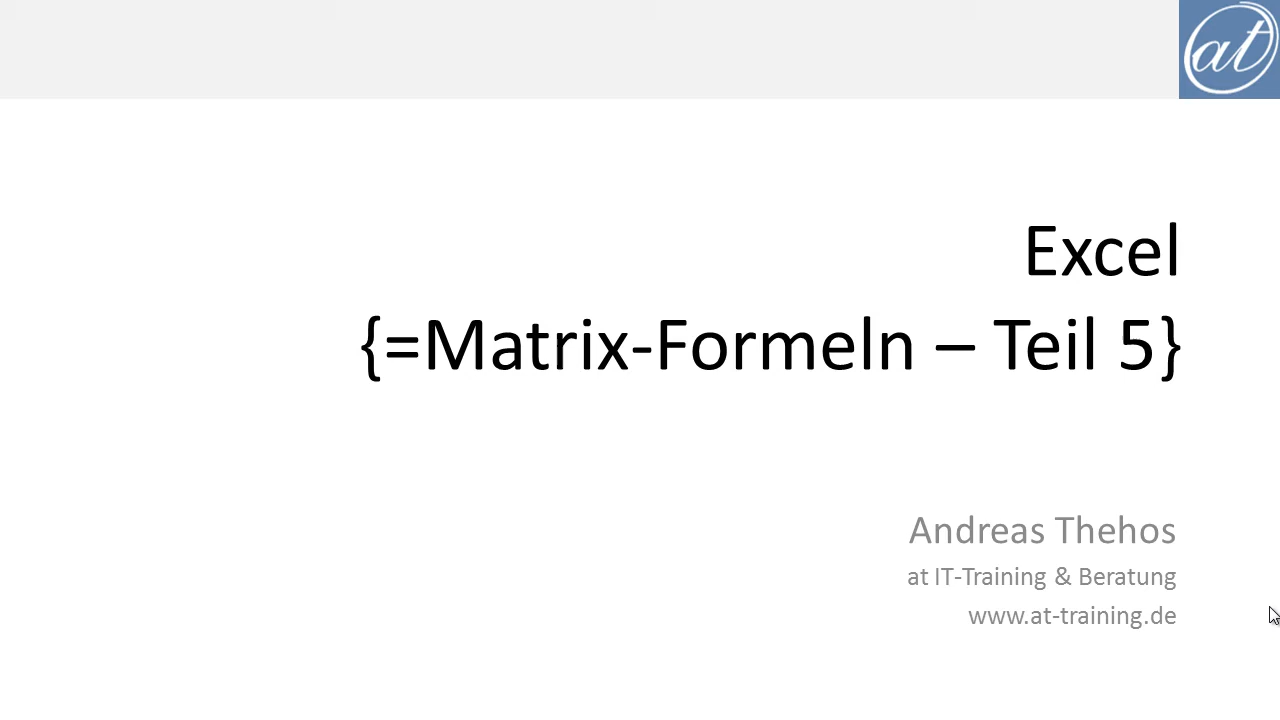 at
Excel
{=Matrix-Formeln – Teil 5}
Andreas Thehos
at IT-Training & Beratung
www.at-training.de